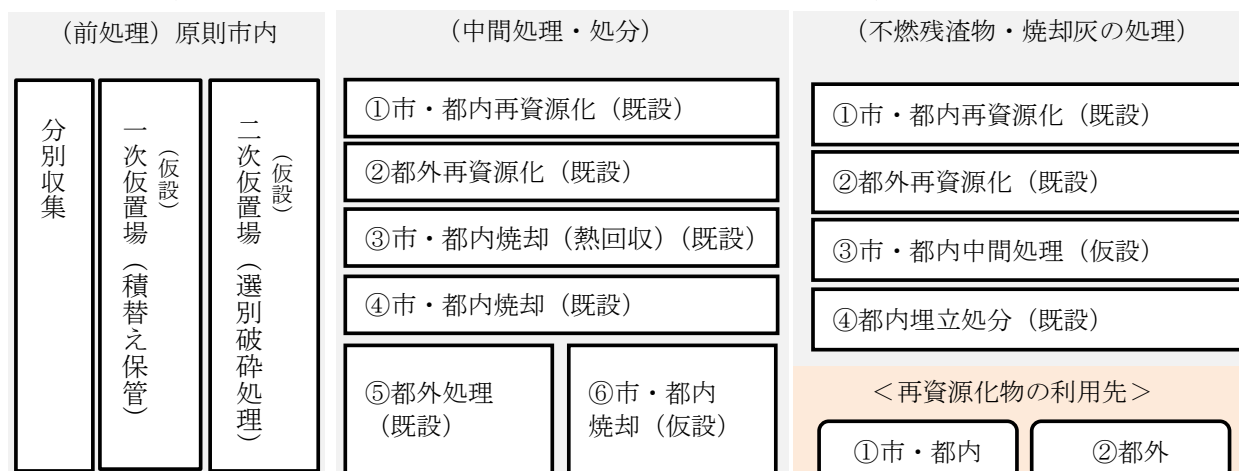 （前処理）原則市内
分別収集
一次仮置場（積替え保管）
（仮設）
二次仮置場（選別破砕処理）
（仮設）
（中間処理・処分）
①市・都内再資源化（既設）
②都外再資源化（既設）
③市・都内焼却（熱回収）（既設）
④市・都内焼却（既設）
⑤都外処理
（既設）
⑥市・都内
焼却（仮設）
（不燃残渣物・焼却灰の処理）
①市・都内再資源化（既設）
②都外再資源化（既設）
③市・都内中間処理（仮設）
④都内埋立処分（既設）
＜再資源化物の利用先＞
①市・都内
②都外